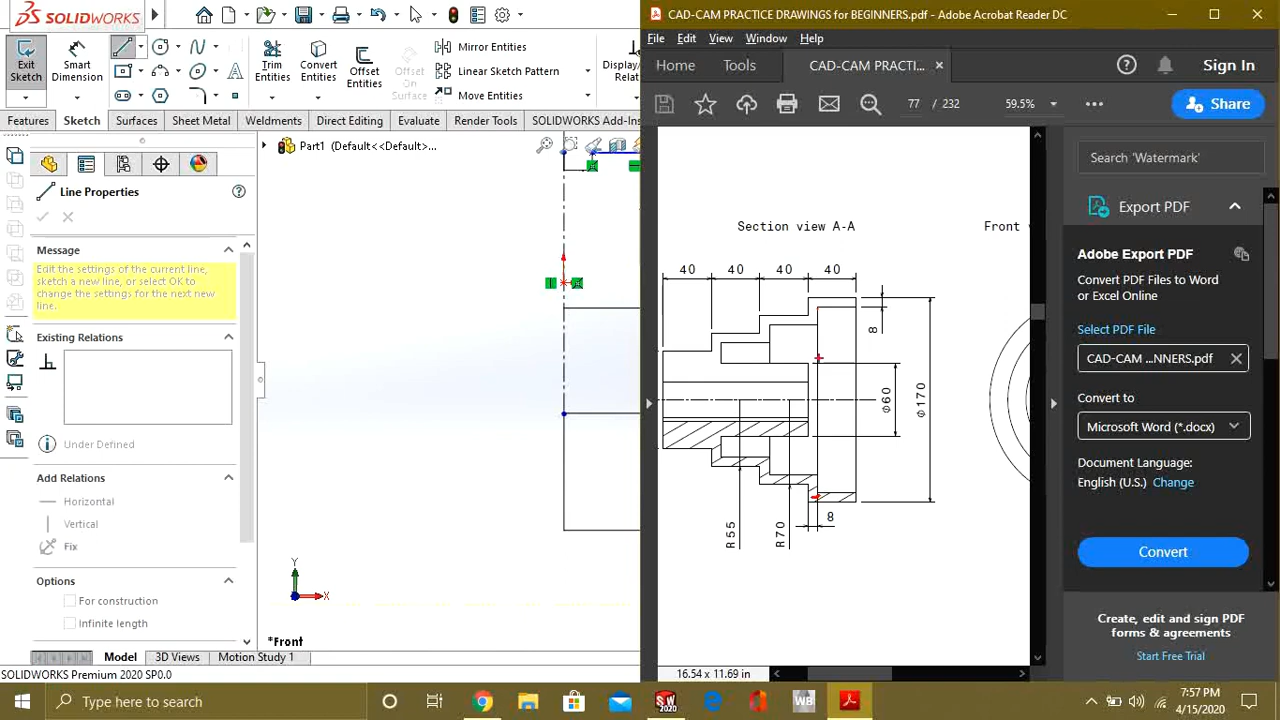 SOLIDWORKS
CAD-CAM PRACTICE DRAWINGS for BEGINNERS.pdf - Adobe Acrobat Reader DC
File Edit View Window Help
Exit Sketch
Smart Dimension
Trim Entities
Convert Entities
Offset Entities
Offset On Surface
Mirror Entities
Linear Sketch Pattern
Move Entities
Display/
Rela
Features Sketch Surfaces Sheet Metal Weldments Direct Editing Evaluate Render Tools SOLIDWORKS Add-Ins
Home Tools CAD-CAM PRACTI... × Sign In
77 / 232 59.5% Share
Part1 (Default<<Default>...
Line Properties
Message
Edit the settings of the current line,
sketch a new line, or select OK to
change the settings for the next new
line.
Existing Relations
Under Defined
Add Relations
Horizontal
Vertical
Fix
Options
For construction
Infinite length
Y
X
*Front
Section view A-A
Front
40 40 40 40
8
ϕ60
ϕ170
R55
R70
8
16.54 x 11.69 in
Search 'Watermark'
Export PDF
Adobe Export PDF
Convert PDF Files to Word
or Excel Online
Select PDF File
CAD-CAM ...NNERS.pdf
Convert to
Microsoft Word (*.docx)
Document Language:
English (U.S.) Change
Convert
Create, edit and sign PDF
forms & agreements
Start Free Trial
Model 3D Views Motion Study 1
SOLIDWORKS Premium 2020 SP0.0
Type here to search
SW
2020
WB
7:57 PM
4/15/2020